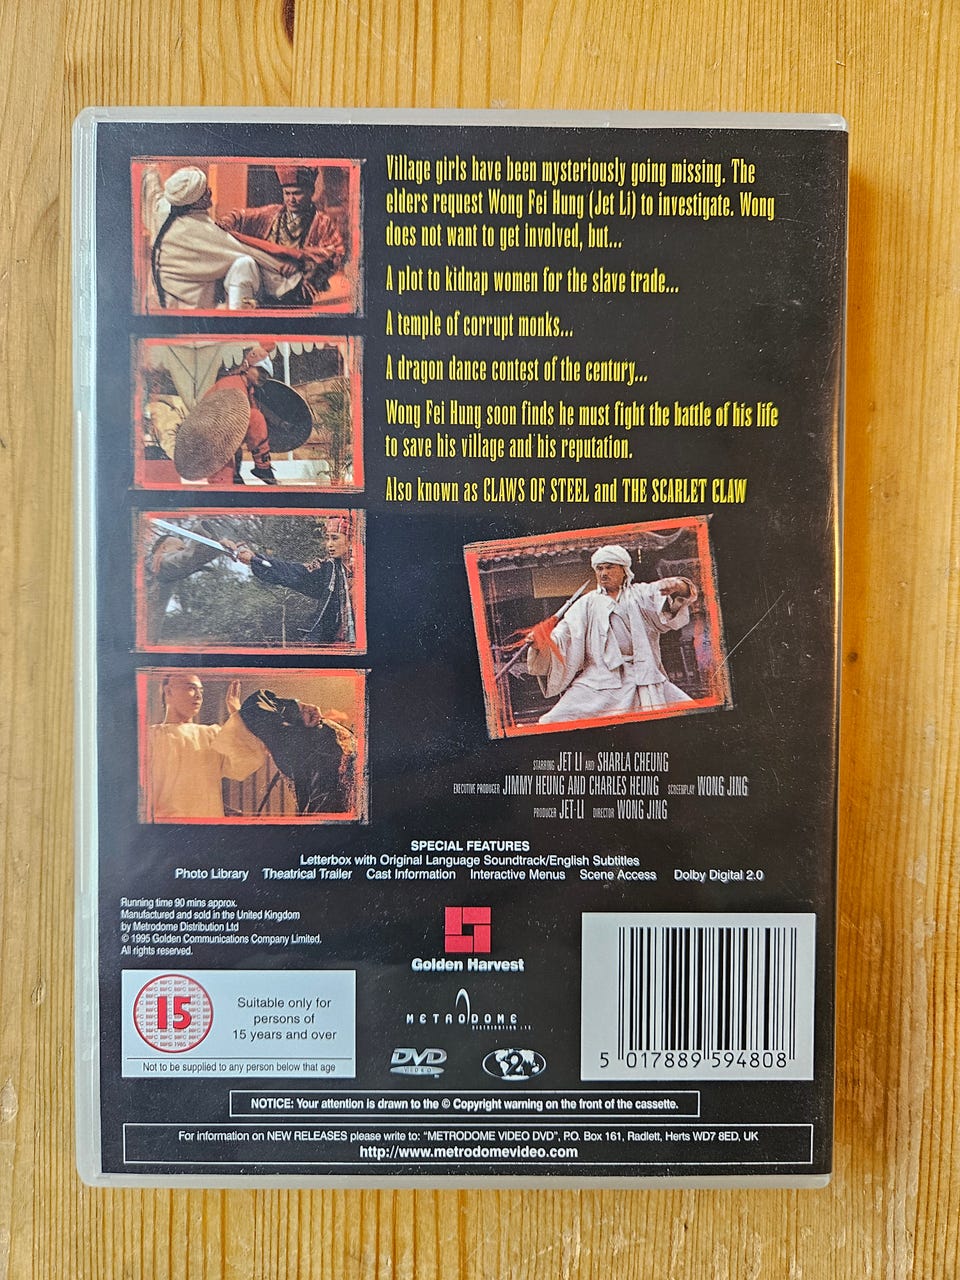 Village girls have been mysteriously going missing. The
elders request Wong Fei Hung (Jet Li) to investigate. Wong
does not want to get involved, but...
A plot to kidnap women for the slave trade...
A temple of corrupt monks...
A dragon dance contest of the century...
Wong Fei Hung soon finds he must fight the battle of his life
to save his village and his reputation.
Also known as CLAWS OF STEEL and THE SCARLET CLAW
STARRING JET LI AND SHARLA CHEUNG
EXECUTIVE PRODUCER JIMMY HEUNG AND CHARLES HEUNG SCREENPLAY WONG JING
PRODUCER JET-LI DIRECTOR WONG JING
SPECIAL FEATURES
Letterbox with Original Language Soundtrack/English Subtitles
Photo Library Theatrical Trailer Cast Information Interactive Menus Scene Access Dolby Digital 2.0
Running time 90 mins approx.
Manufactured and sold in the United Kingdom
by Metrodome Distribution Ltd
© 1995 Golden Communications Company Limited.
All rights reserved.
Golden Harvest
15
Suitable only for
persons of
15 years and over
Not to be supplied to any person below that age
METRODOME
DISTRIBUTION LTD.
DVD
VIDEO
2
5 017889 594808
NOTICE: Your attention is drawn to the © Copyright warning on the front of the cassette.
For information on NEW RELEASES please write to: "METRODOME VIDEO DVD", P.O. Box 161, Radlett, Herts WD7 8ED, UK
http://www.metrodomevideo.com